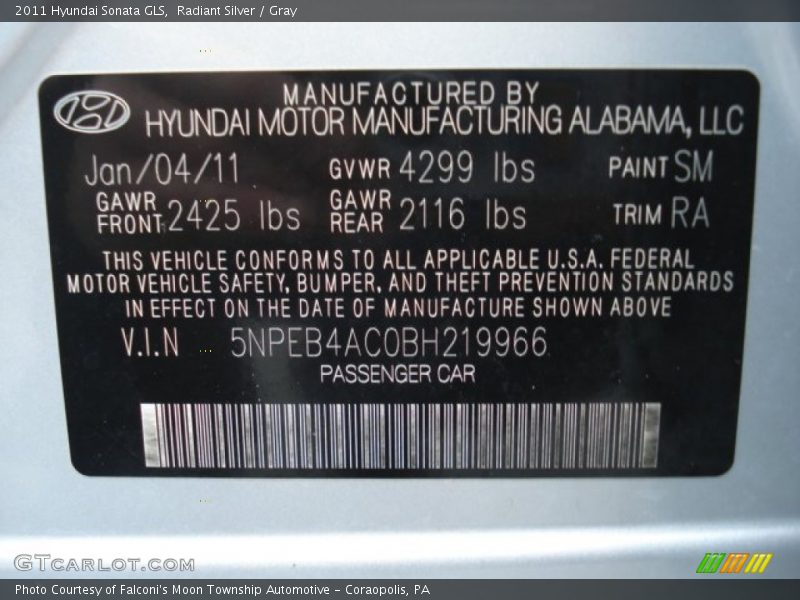 2011 Hyundai Sonata GLS, Radiant Silver / Gray
MANUFACTURED BY
HYUNDAI MOTOR MANUFACTURING ALABAMA, LLC
Jan/04/11 GVWR 4299 lbs PAINT SM
GAWR FRONT 2425 lbs GAWR REAR 2116 lbs TRIM RA
THIS VEHICLE CONFORMS TO ALL APPLICABLE U.S.A. FEDERAL
MOTOR VEHICLE SAFETY, BUMPER, AND THEFT PREVENTION STANDARDS
IN EFFECT ON THE DATE OF MANUFACTURE SHOWN ABOVE
V.I.N 5NPEB4AC0BH219966
PASSENGER CAR
GTCARLOT.COM
Photo Courtesy of Falconi's Moon Township Automotive – Coraopolis, PA